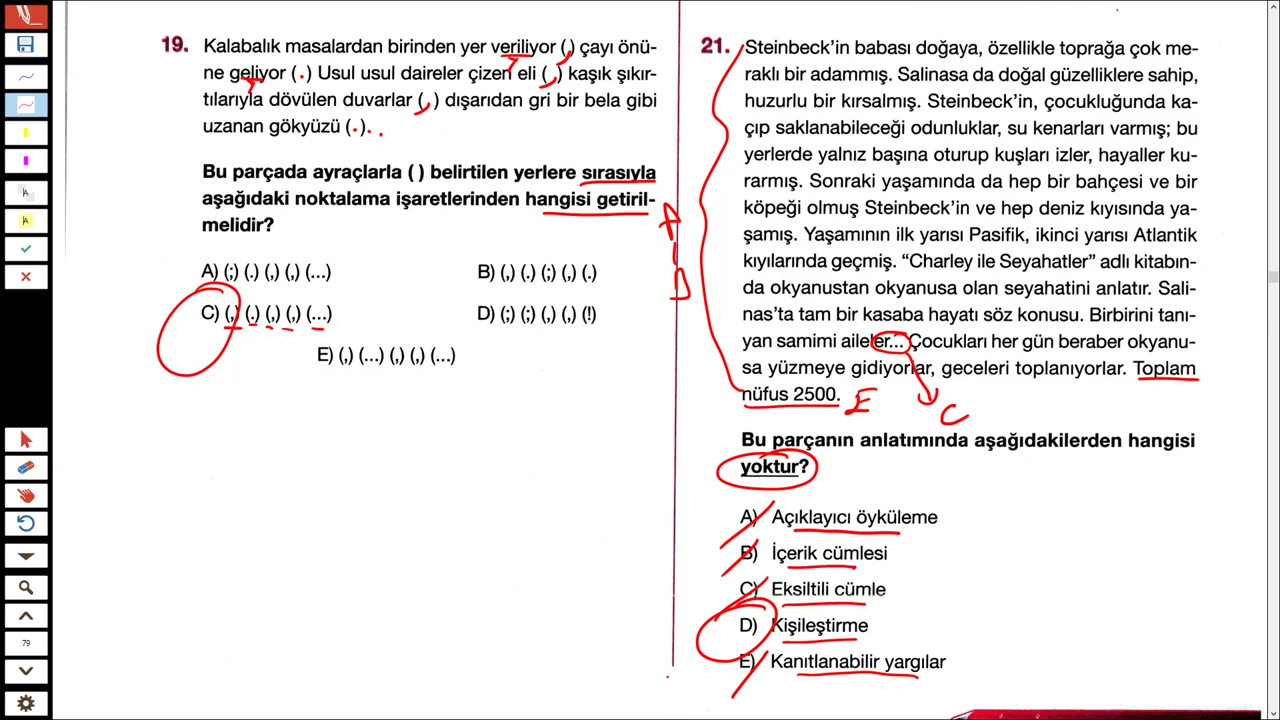 19. Kalabalık masalardan birinden yer veriliyor (,) çayı önü-
ne geliyor (.) Usul usul daireler çizen eli (,) kaşık şıkır-
tılarıyla dövülen duvarlar (,) dışarıdan gri bir bela gibi
uzanan gökyüzü (.)..
Bu parçada ayraçlarla ( ) belirtilen yerlere sırasıyla
aşağıdaki noktalama işaretlerinden hangisi getiril-
melidir?
A) (;) (.) (,) (,) (...)
B) (,) (.) (;) (,) (.)
C) (,) (.) (,) (,) (...)
D) (;) (;) (,) (,) (!)
E) (,) (...) (,) (,) (...)
A
D
21. Steinbeck'in babası doğaya, özellikle toprağa çok me-
raklı bir adammış. Salinasa da doğal güzelliklere sahip,
huzurlu bir kırsalmış. Steinbeck'in, çocukluğunda ka-
çıp saklanabileceği odunluklar, su kenarları varmış; bu
yerlerde yalnız başına oturup kuşları izler, hayaller ku-
rarmış. Sonraki yaşamında da hep bir bahçesi ve bir
köpeği olmuş Steinbeck'in ve hep deniz kıyısında ya-
şamış. Yaşamının ilk yarısı Pasifik, ikinci yarısı Atlantik
kıyılarında geçmiş. “Charley ile Seyahatler” adlı kitabın-
da okyanustan okyanusa olan seyahatini anlatır. Sali-
nas'ta tam bir kasaba hayatı söz konusu. Birbirini tanı-
yan samimi aileler... Çocukları her gün beraber okyanu-
sa yüzmeye gidiyorlar, geceleri toplanıyorlar. Toplam
nüfus 2500. E
C
Bu parçanın anlatımında aşağıdakilerden hangisi
yoktur?
A) Açıklayıcı öyküleme
B) İçerik cümlesi
C) Eksiltili cümle
D) Kişileştirme
E) Kanıtlanabilir yargılar
79